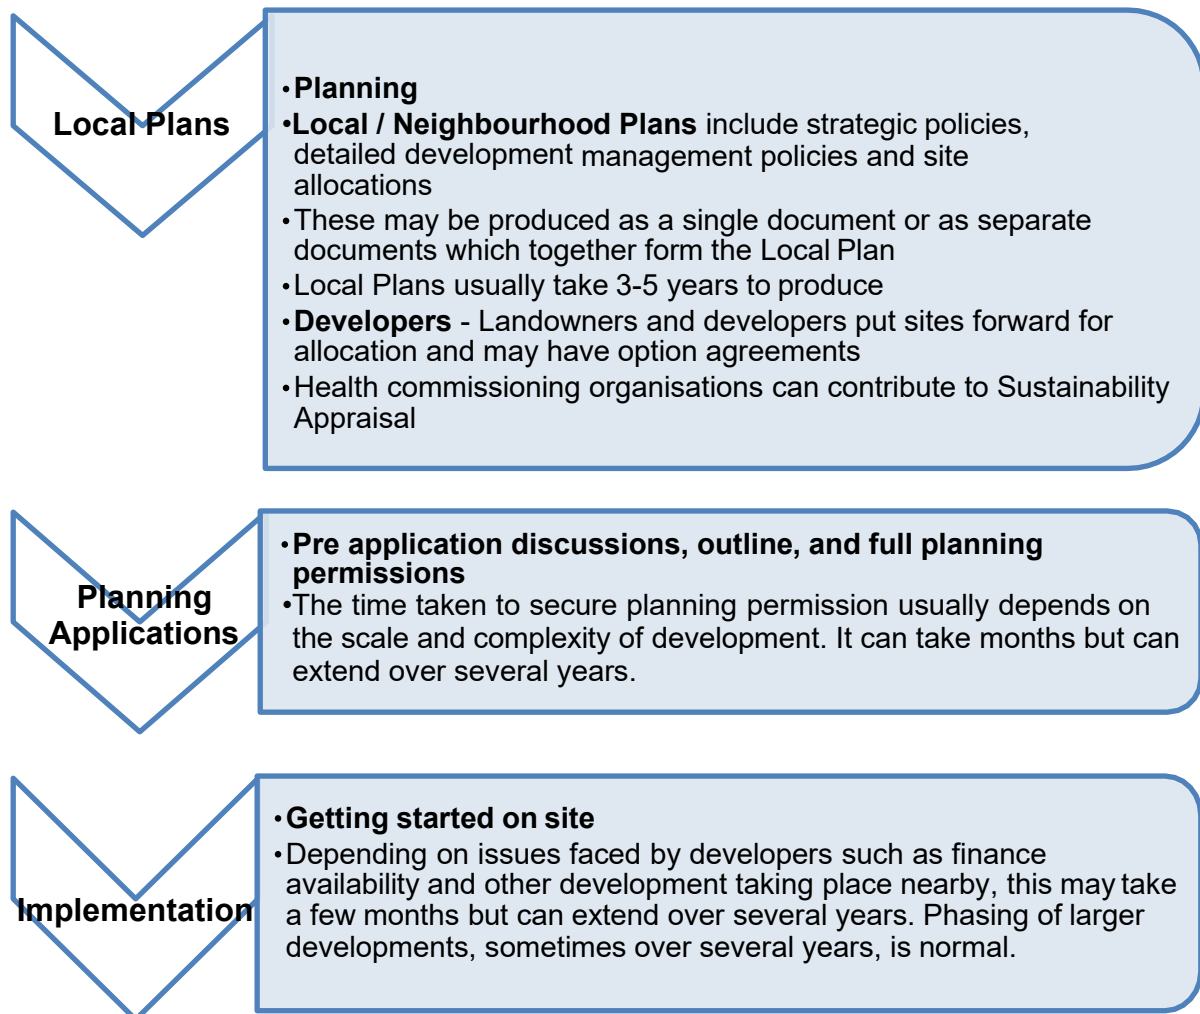 Local Plans
•Planning
•Local / Neighbourhood Plans include strategic policies,
detailed development management policies and site
allocations
•These may be produced as a single document or as separate
documents which together form the Local Plan
•Local Plans usually take 3-5 years to produce
•Developers - Landowners and developers put sites forward for
allocation and may have option agreements
•Health commissioning organisations can contribute to Sustainability
Appraisal
Planning
Applications
•Pre application discussions, outline, and full planning
permissions
•The time taken to secure planning permission usually depends on
the scale and complexity of development. It can take months but can
extend over several years.
Implementation
•Getting started on site
•Depending on issues faced by developers such as finance
availability and other development taking place nearby, this may take
a few months but can extend over several years. Phasing of larger
developments, sometimes over several years, is normal.